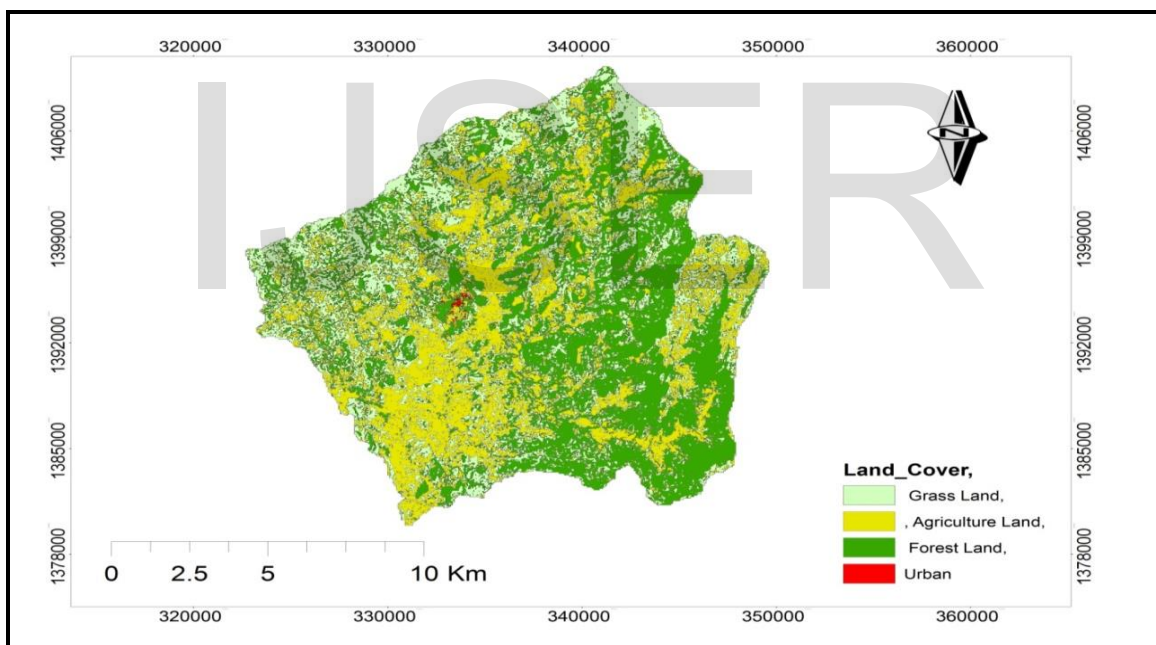 320000 330000 340000 350000 360000
IJSER
1406000 1406000
N
1399000 1399000
1392000 1392000
1385000 1385000
1378000 1378000
Land_Cover,
Grass Land,
, Agriculture Land,
Forest Land,
Urban
0 2.5 5 10 Km
320000 330000 340000 350000 360000